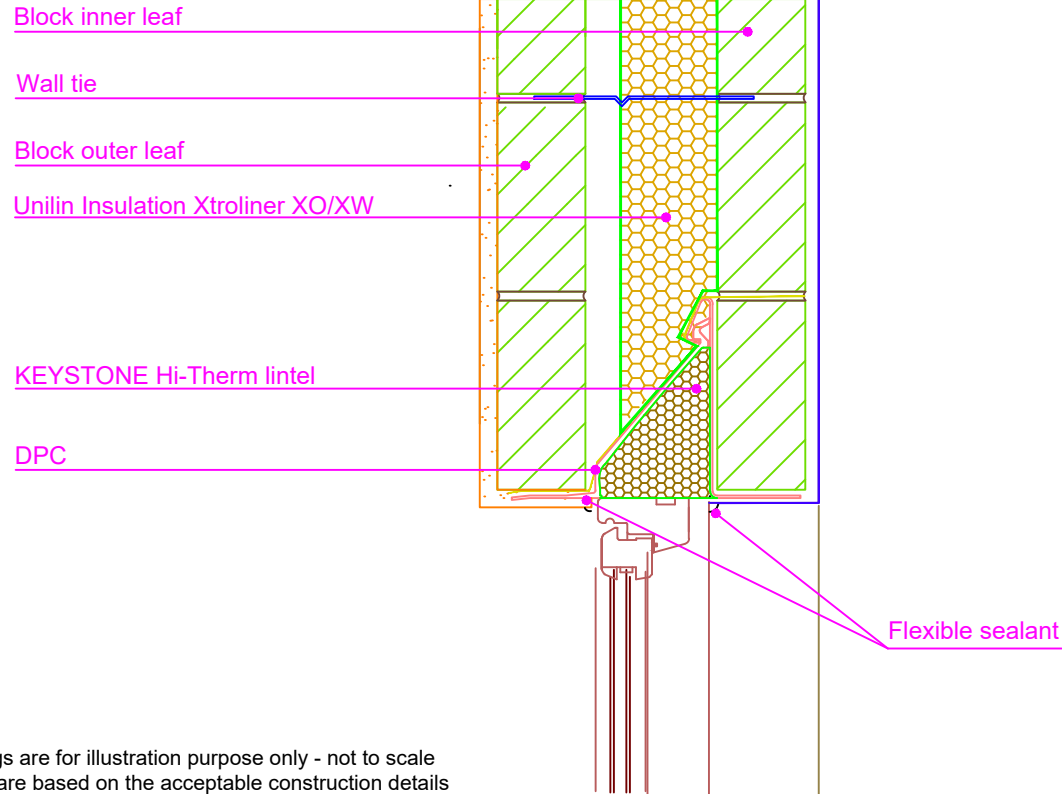 Block inner leaf
Wall tie
Block outer leaf
Unilin Insulation Xtroliner XO/XW
KEYSTONE Hi-Therm lintel
DPC
Flexible sealant
are for illustration purpose only - not to scale
are based on the acceptable construction details